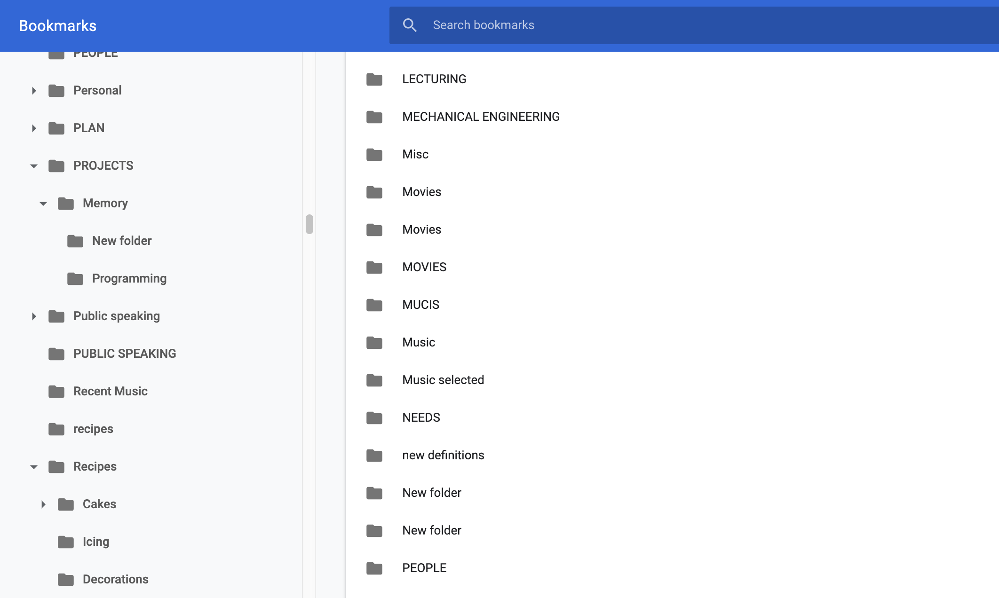 Bookmarks
Search bookmarks
PEOPLE
Personal
PLAN
PROJECTS
Memory
New folder
Programming
Public speaking
PUBLIC SPEAKING
Recent Music
recipes
Recipes
Cakes
Icing
Decorations
LECTURING
MECHANICAL ENGINEERING
Misc
Movies
Movies
MOVIES
MUCIS
Music
Music selected
NEEDS
new definitions
New folder
New folder
PEOPLE